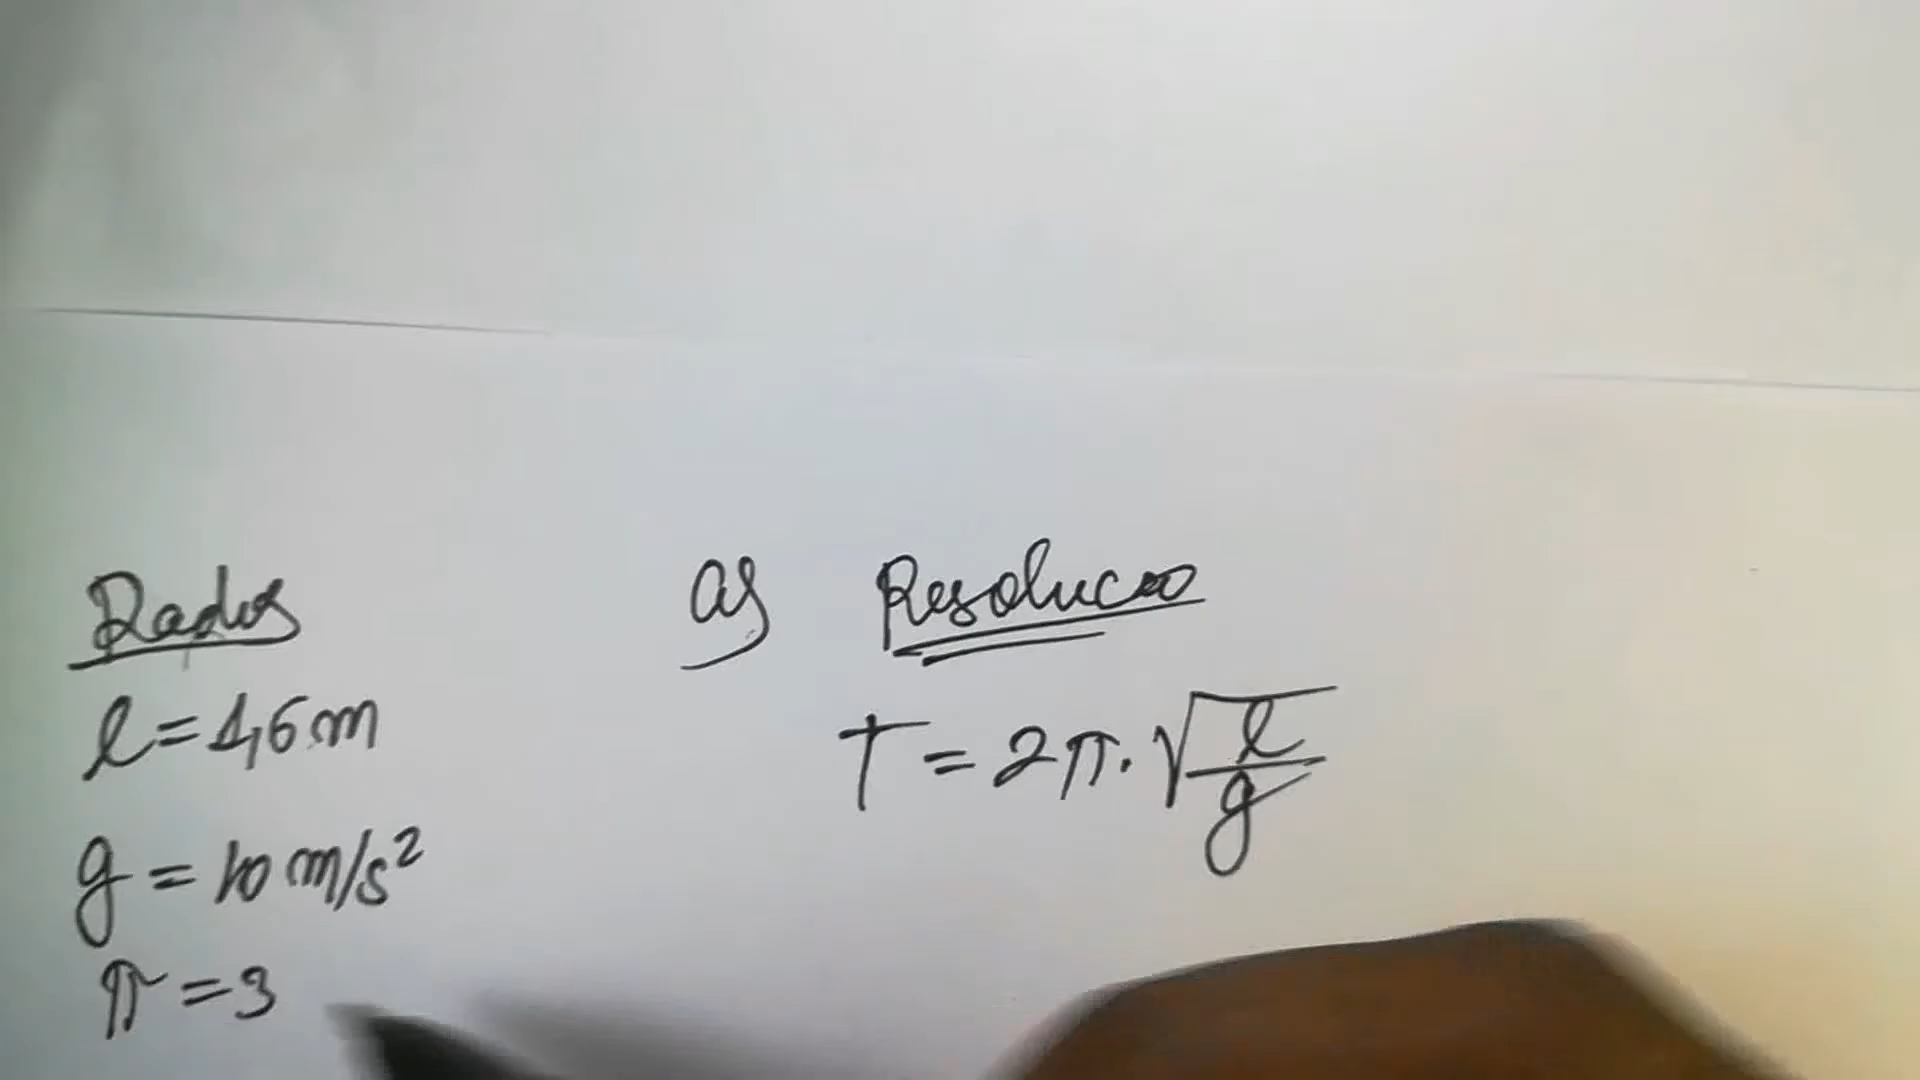 Dados
l = 1,6 m
g = 10 m/s²
π = 3
a) Resolucao
T = 2π · √(l/g)